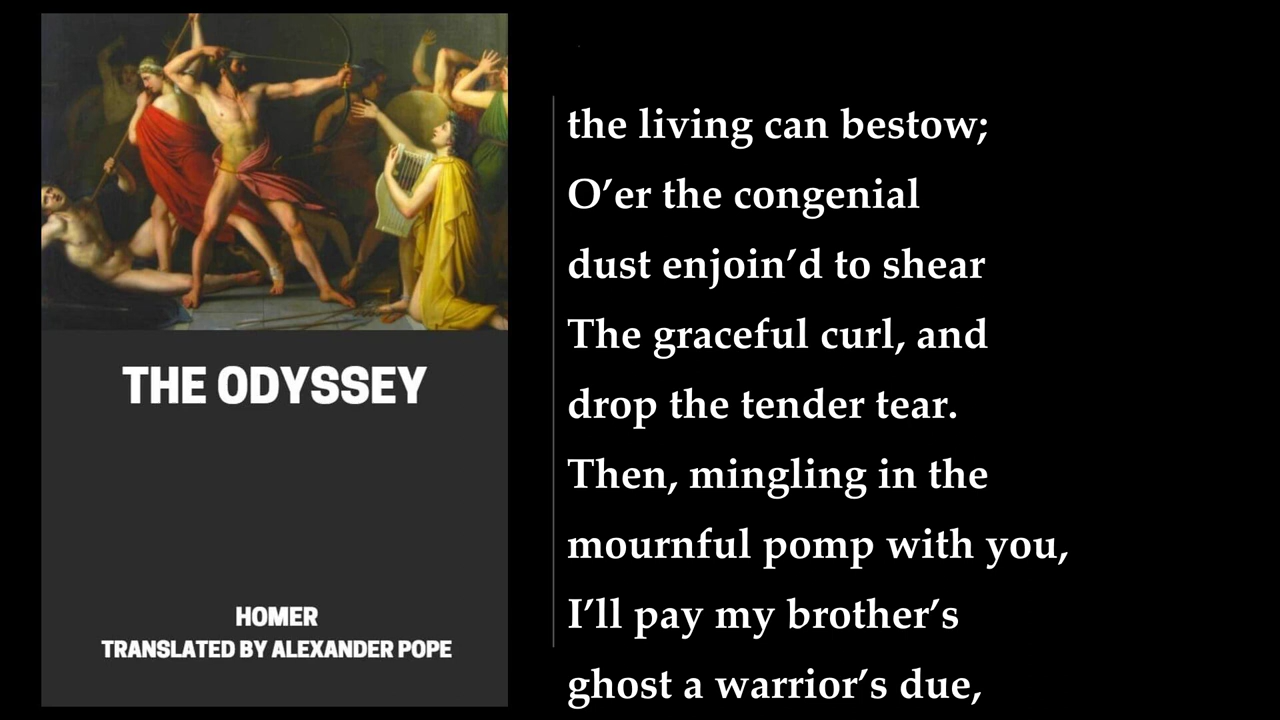 THE ODYSSEY
HOMER
TRANSLATED BY ALEXANDER POPE
the living can bestow;
O’er the congenial
dust enjoin’d to shear
The graceful curl, and
drop the tender tear.
Then, mingling in the
mournful pomp with you,
I’ll pay my brother’s
ghost a warrior’s due,